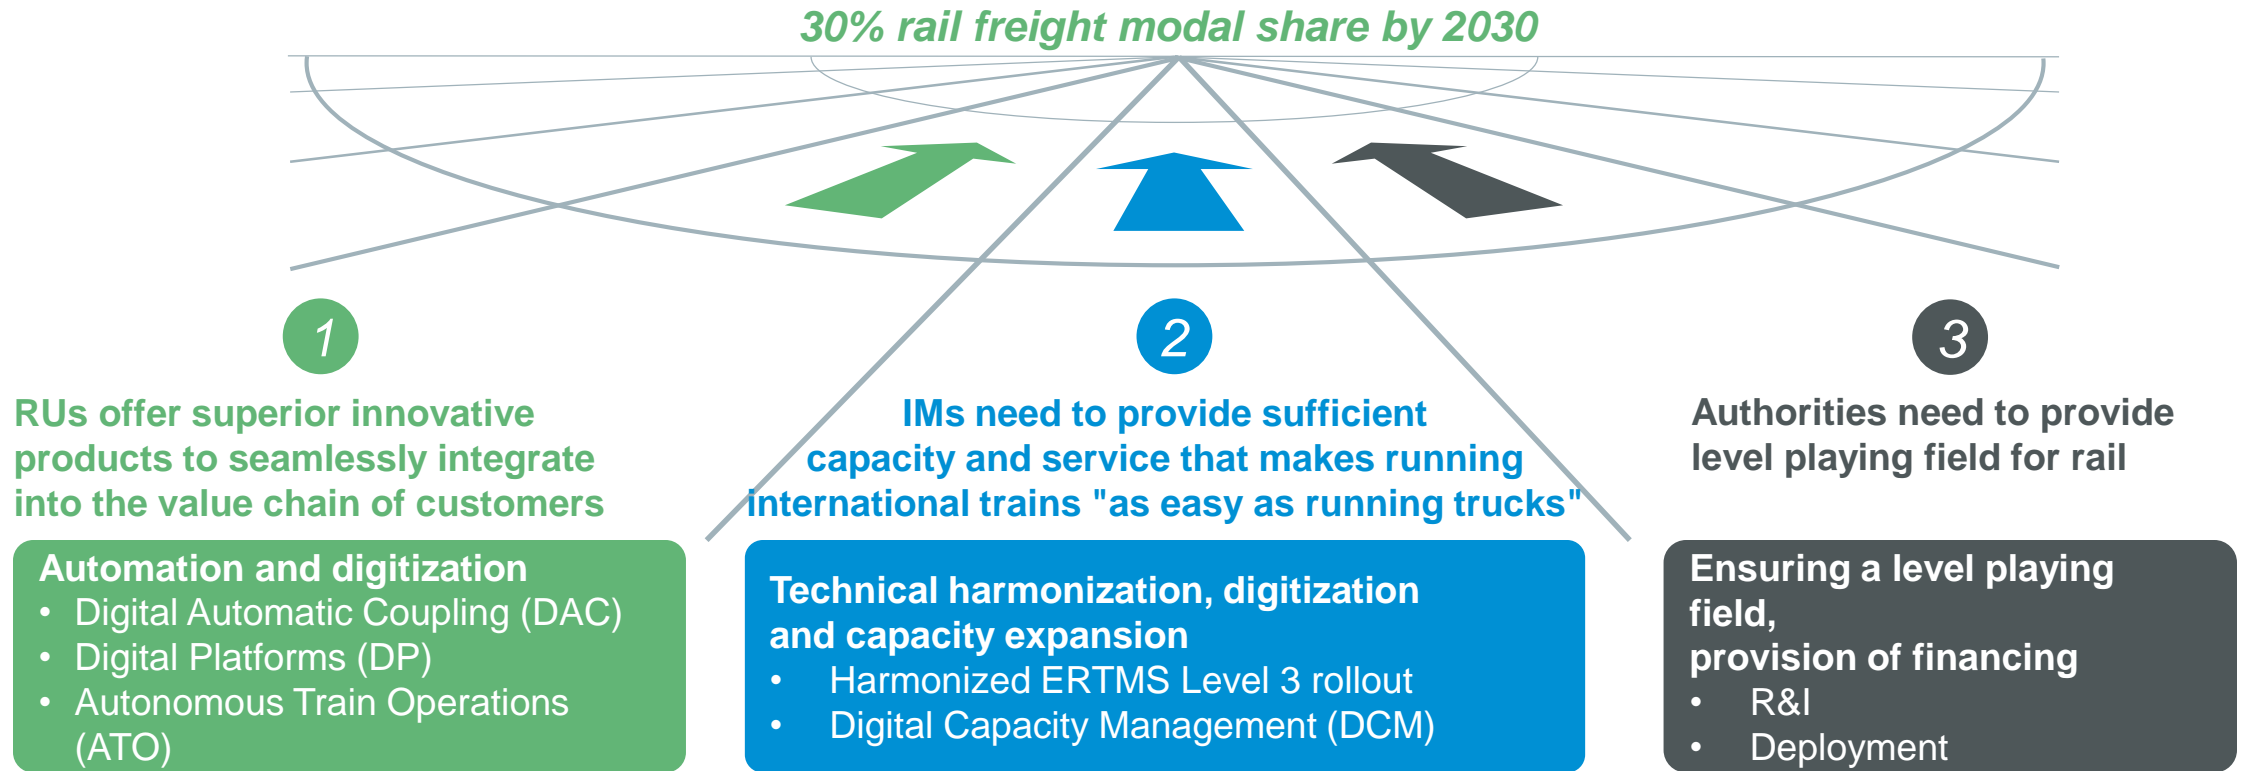 30% rail freight modal share by 2030
1
RUs offer superior innovative
products to seamlessly integrate
into the value chain of customers
Automation and digitization
• Digital Automatic Coupling (DAC)
• Digital Platforms (DP)
• Autonomous Train Operations
(ATO)
2
IMs need to provide sufficient
capacity and service that makes running
international trains "as easy as running trucks"
Technical harmonization, digitization
and capacity expansion
• Harmonized ERTMS Level 3 rollout
• Digital Capacity Management (DCM)
3
Authorities need to provide
level playing field for rail
Ensuring a level playing
field,
provision of financing
• R&I
• Deployment